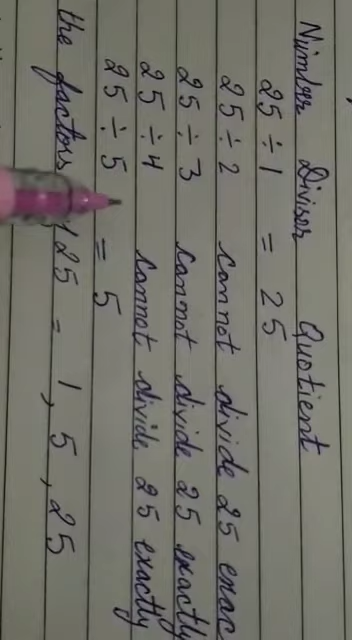 Number Divisor Quotient
25 ÷ 1 = 25
25 ÷ 2 cannot divide 25 exac
25 ÷ 3 cannot divide 25 exactly
25 ÷ 4 cannot divide 25 exactly
25 ÷ 5 = 5
the factors 25 = 1, 5, 25